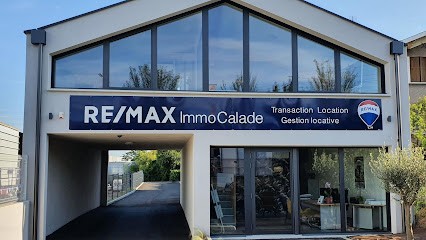 RE/MAX ImmoCalade
Transaction Location
Gestion locative
RE/MAX